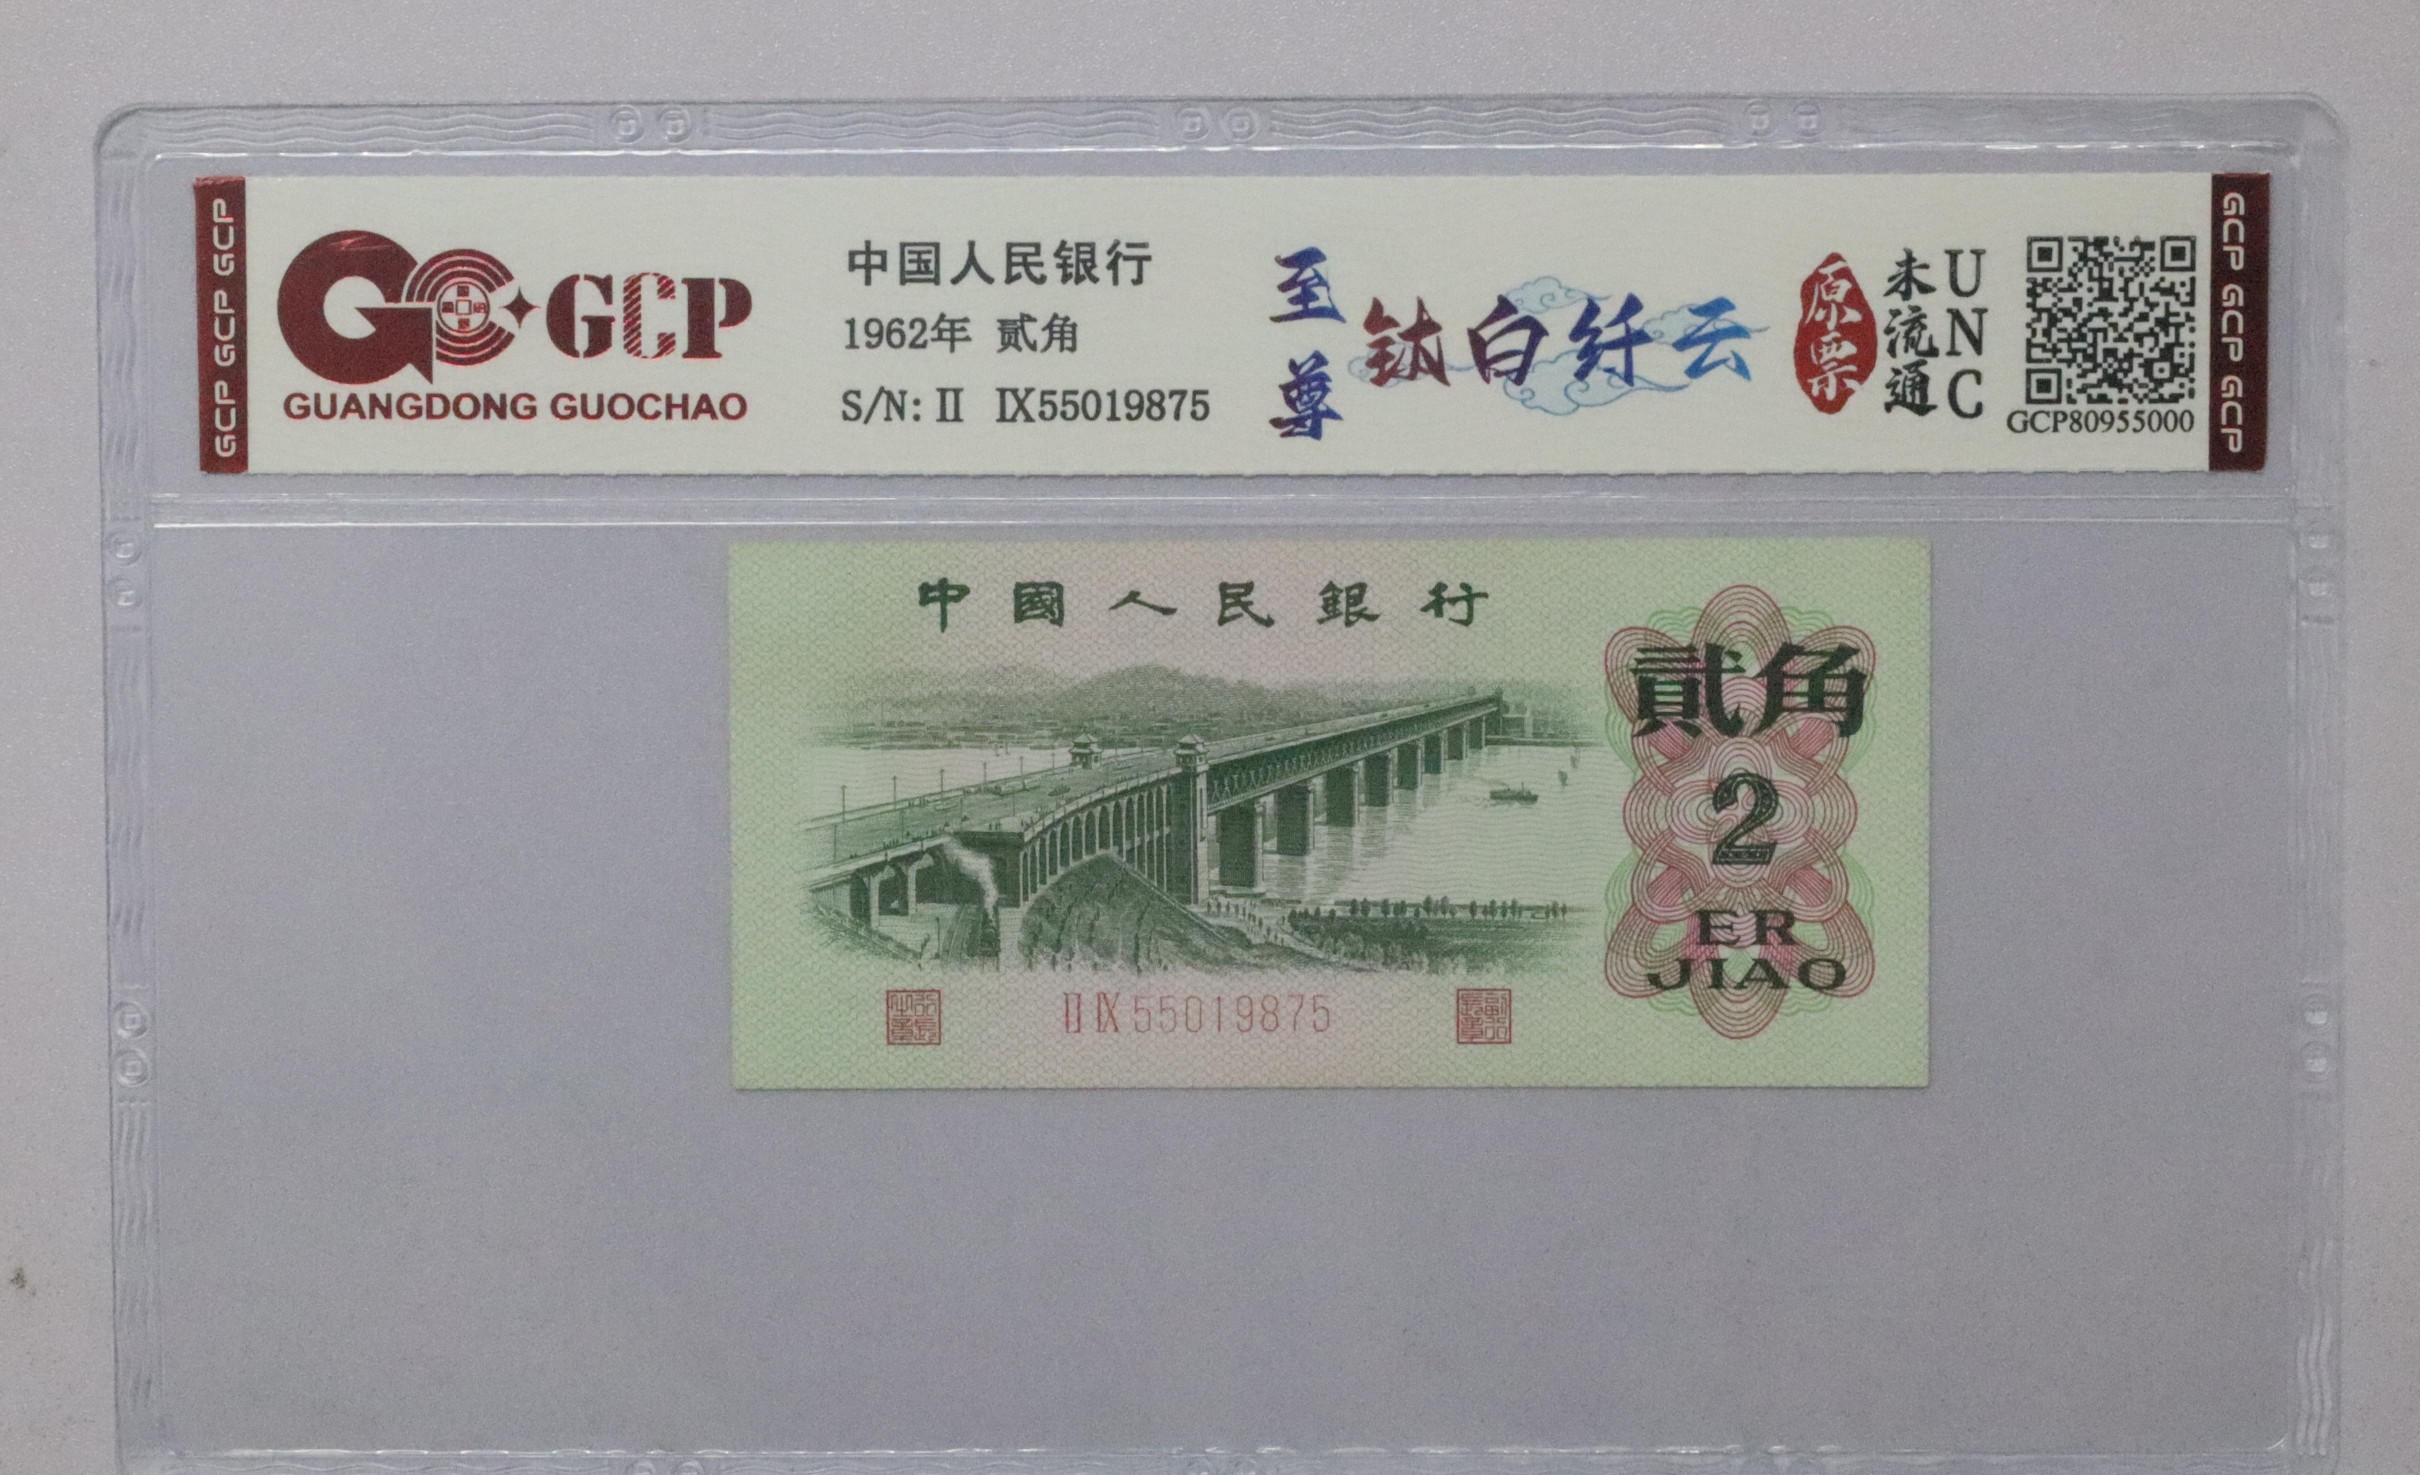 GCP GCP GCP
GCP
GUANGDONG GUOCHAO
中国人民银行
1962年 贰角
S/N: II IX55019875
至尊
钛白纤云
原票
未流通
UNC
GCP80955000
GCP GCP GCP
中國人民銀行
貳角
2
ER
JIAO
II IX 55019875